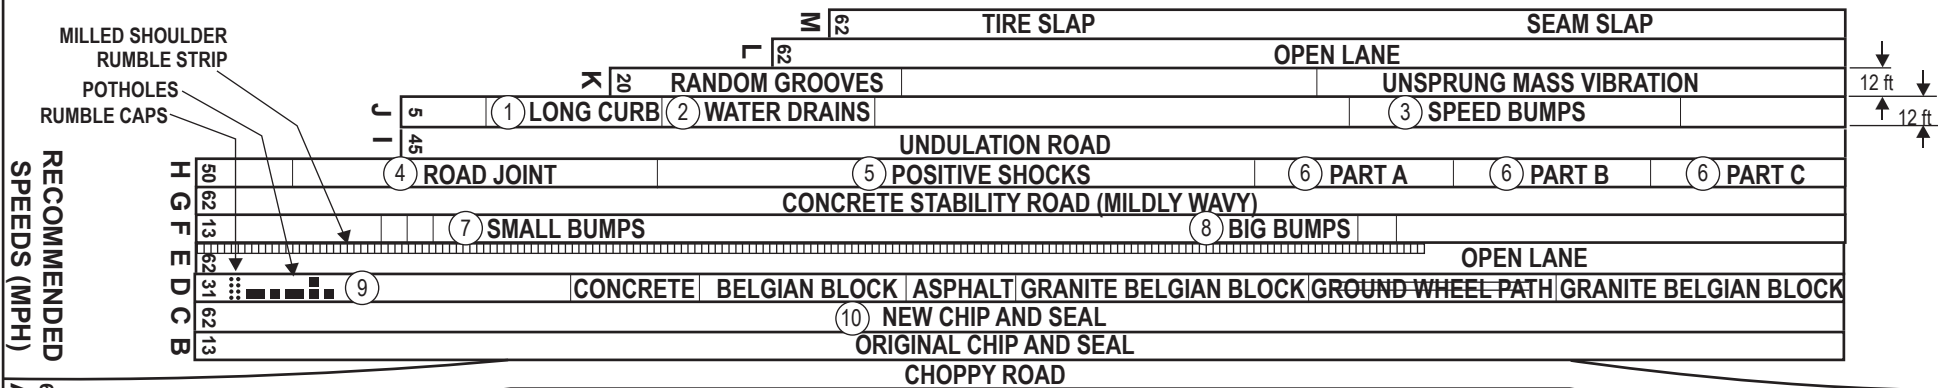 M 62 TIRE SLAP SEAM SLAP
MILLED SHOULDER
RUMBLE STRIP
L 62 OPEN LANE
K 20 RANDOM GROOVES UNSPRUNG MASS VIBRATION 12 ft
POTHOLES
RUMBLE CAPS
J 5 1 LONG CURB 2 WATER DRAINS 3 SPEED BUMPS 12 ft
I 45 UNDULATION ROAD
RECOMMENDED
SPEEDS (MPH)
H 50 4 ROAD JOINT 5 POSITIVE SHOCKS 6 PART A 6 PART B 6 PART C
G 62 CONCRETE STABILITY ROAD (MILDLY WAVY)
F 13 7 SMALL BUMPS 8 BIG BUMPS
E 62 OPEN LANE
D 31 9 CONCRETE BELGIAN BLOCK ASPHALT GRANITE BELGIAN BLOCK GROUND WHEEL PATH GRANITE BELGIAN BLOCK
C 62 10 NEW CHIP AND SEAL
B 13 ORIGINAL CHIP AND SEAL
CHOPPY ROAD